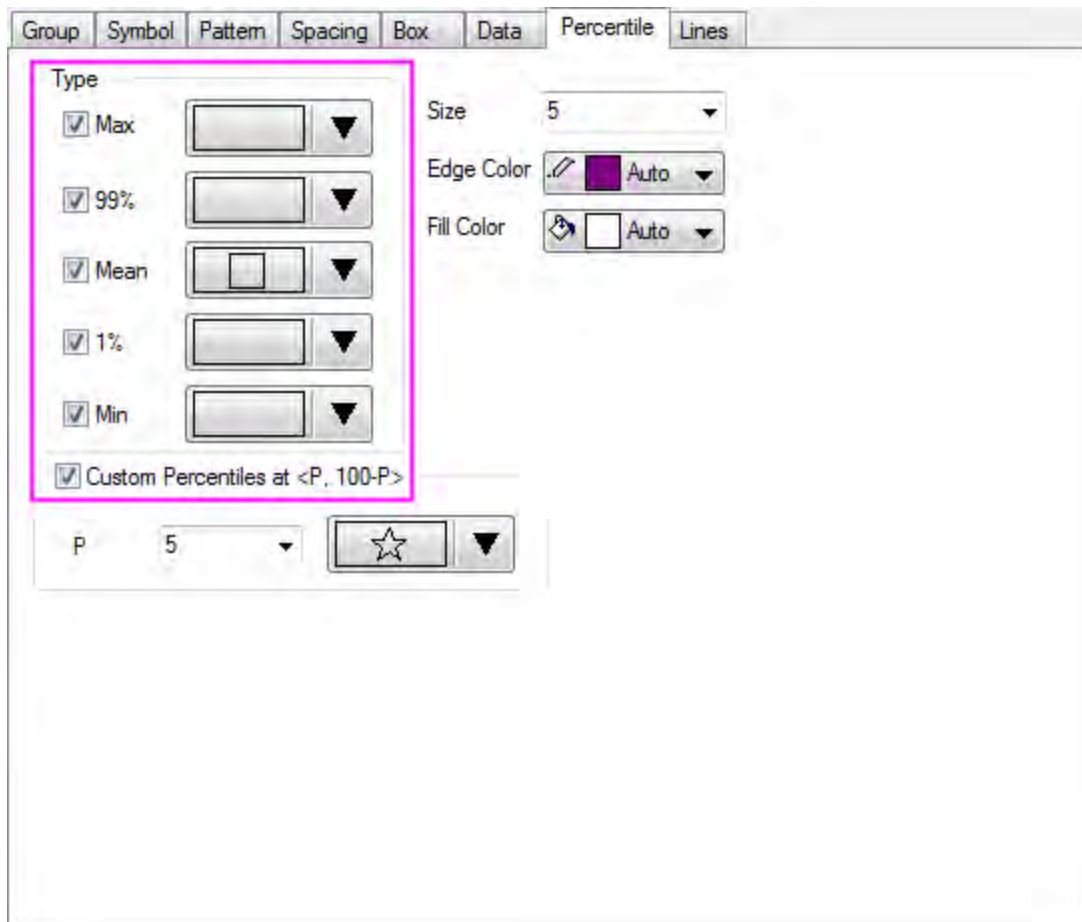 Group Symbol Pattern Spacing Box Data Percentile Lines
Type
Max
99%
Mean
1%
Min
Custom Percentiles at <P, 100-P>
P 5
Size 5
Edge Color Auto
Fill Color Auto